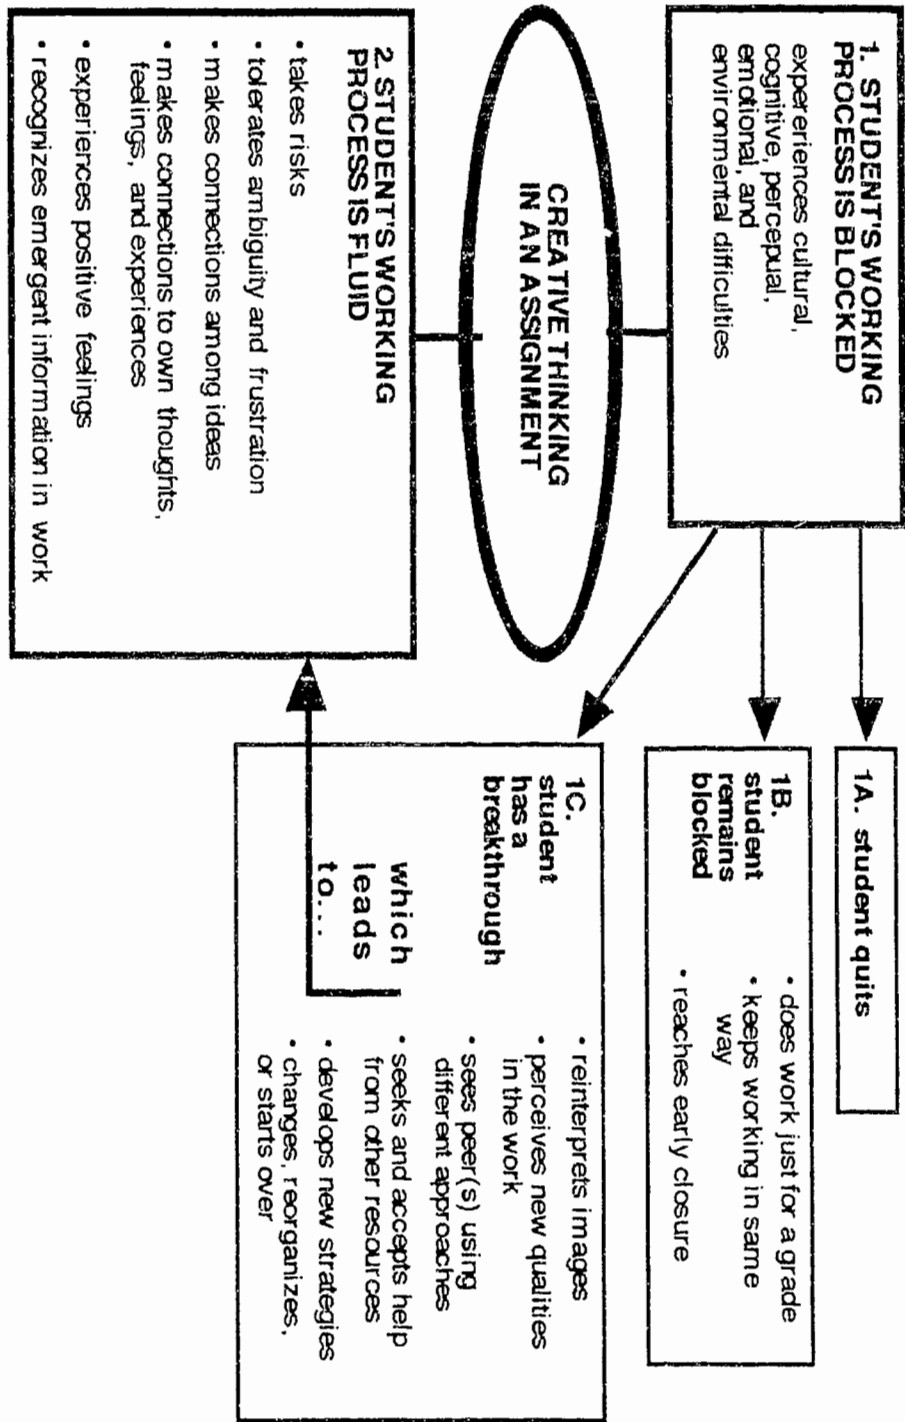 1. STUDENT'S WORKING
PROCESS IS BLOCKED
expereriences cultural,
cognitive, percepual,
emotional, and
environmental difficulties
1A. student quits
1B.
student
remains
blocked
• does work just for a grade
• keeps working in same
way
• reaches early closure
1C.
student
has a
breakthrough
which
leads
to...
• reinterprets images
• perceives new qualities
in the work
• sees peer(s) using
different approaches
• seeks and accepts help
from other resources
• develops new strategies
• changes, reorganizes,
or starts over
CREATIVE THINKING
IN AN ASSIGNMENT
2. STUDENT'S WORKING
PROCESS IS FLUID
• takes risks
• tolerates ambiguity and frustration
• makes connections among ideas
• makes connections to own thoughts,
feelings, and experiences
• experiences positive feelings
• recognizes emergent information in work